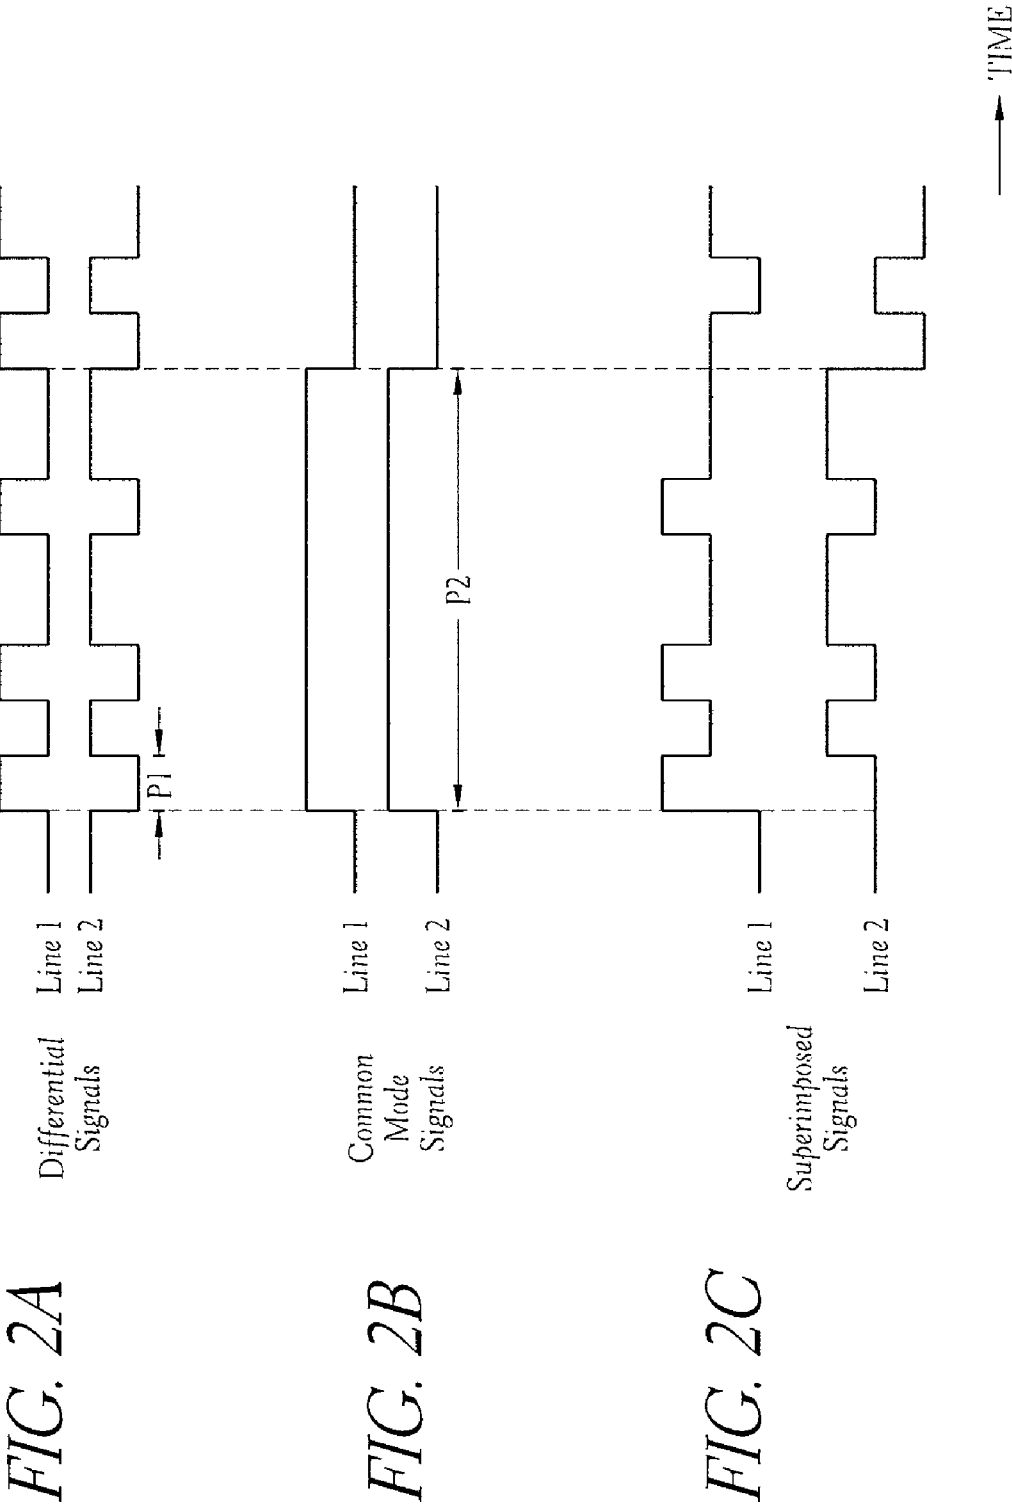 FIG. 2A
Differential
Signals
Line 1
Line 2
P1
FIG. 2B
Common
Mode
Signals
Line 1
Line 2
P2
FIG. 2C
Superimposed
Signals
Line 1
Line 2
TIME